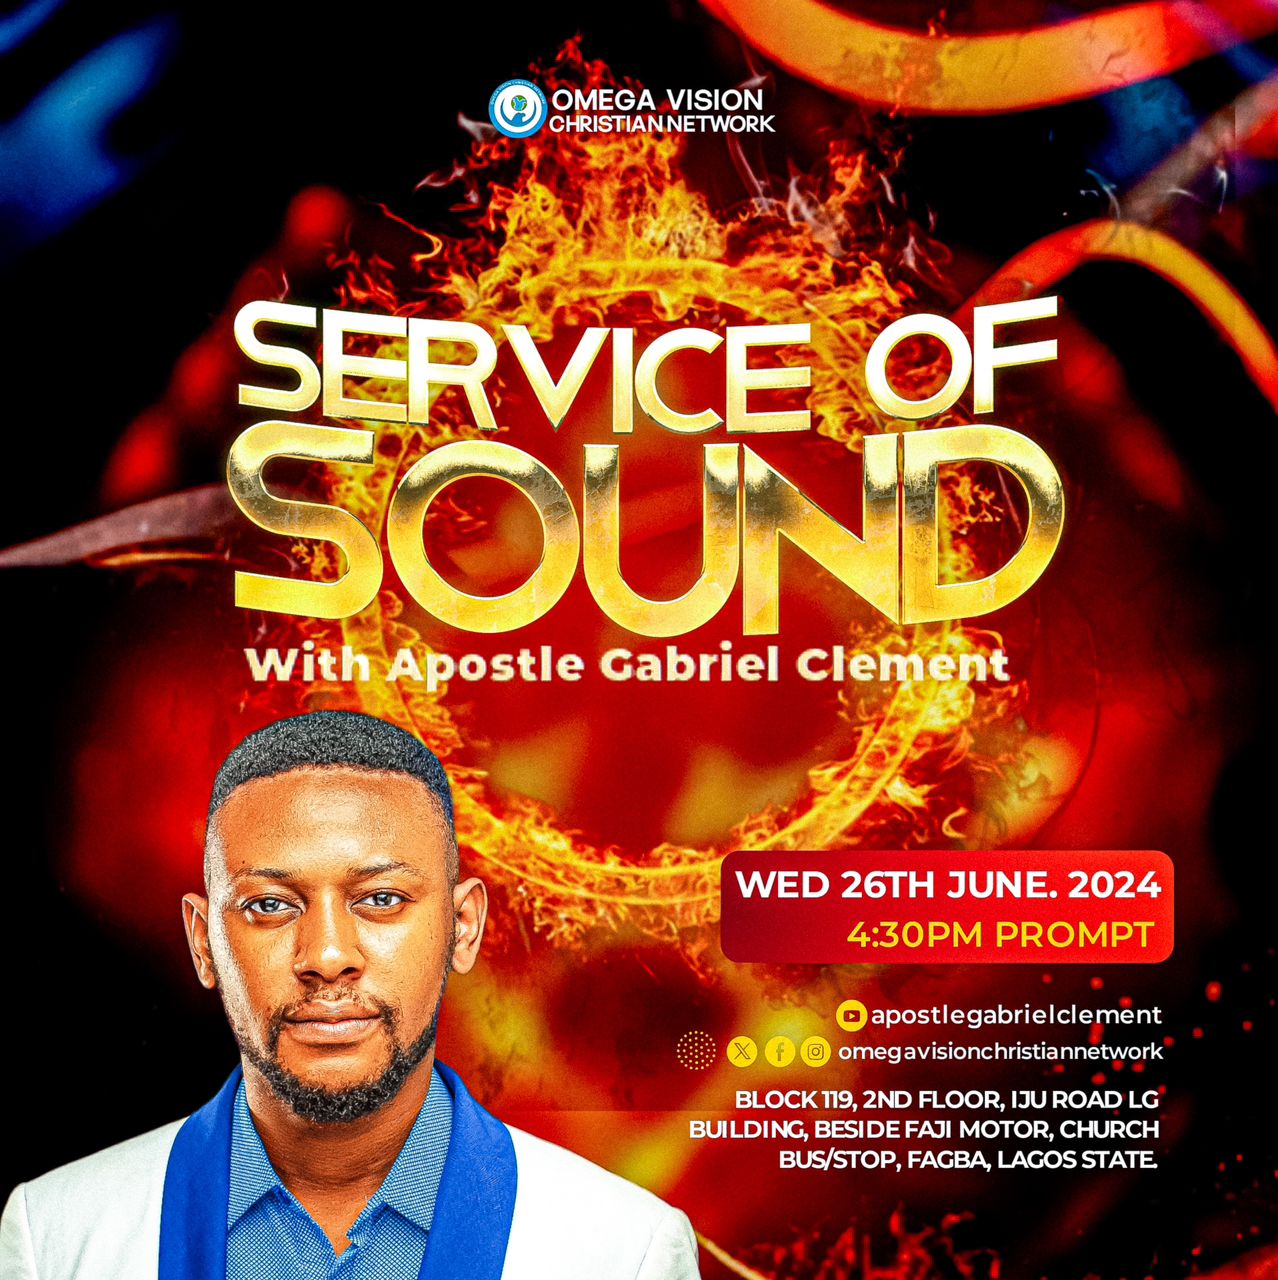 OMEGA VISION
CHRISTIAN NETWORK
SERVICE OF
SOUND
With Apostle Gabriel Clement
WED 26TH JUNE. 2024
4:30PM PROMPT
apostlegabrielclement
omegavisionchristiannetwork
BLOCK 119, 2ND FLOOR, IJU ROAD LG
BUILDING, BESIDE FAJI MOTOR, CHURCH
BUS/STOP, FAGBA, LAGOS STATE.